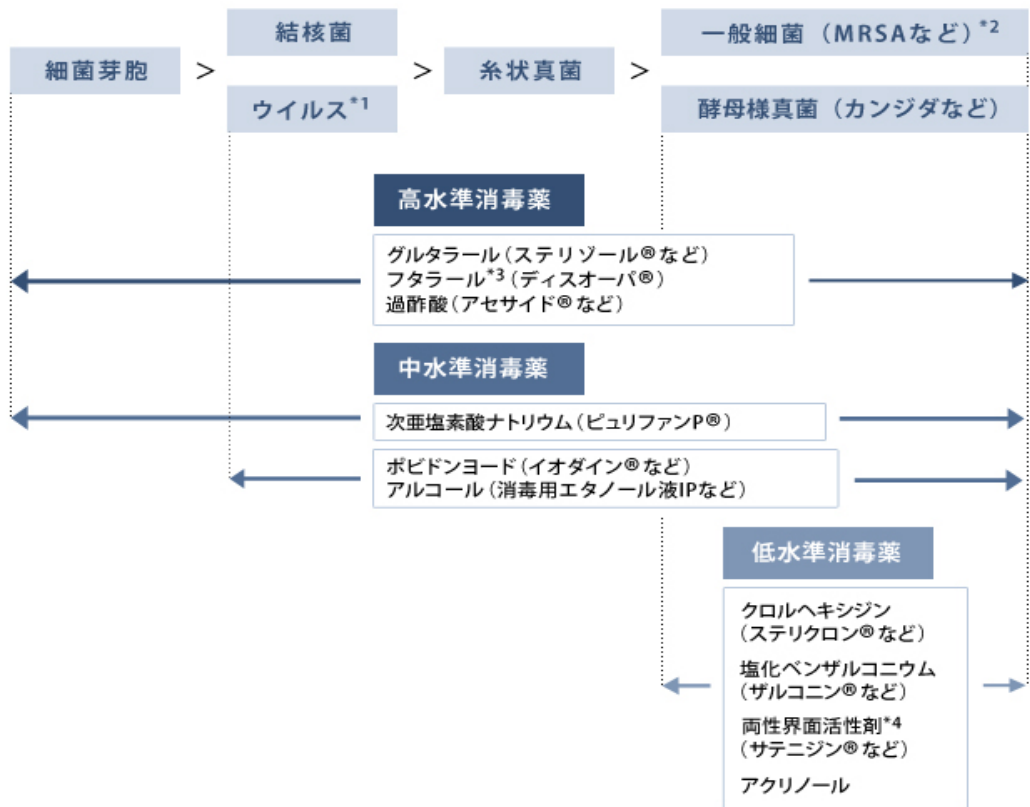 細菌芽胞
>
結核菌
ウイルス*1
>
糸状真菌
>
一般細菌（MRSAなど）*2
酵母様真菌（カンジダなど）
高水準消毒薬
グルタラール（ステリゾール®など）
フタラール*3（ディスオーパ®）
過酢酸（アセサイド®など）
中水準消毒薬
次亜塩素酸ナトリウム（ピュリファンP®）
ポビドンヨード（イオダイン®など）
アルコール（消毒用エタノール液IPなど）
低水準消毒薬
クロルヘキシジン
（ステリクロン®など）
塩化ベンザルコニウム
（ザルコニン®など）
両性界面活性剤*4
（サテニジン®など）
アクリノール